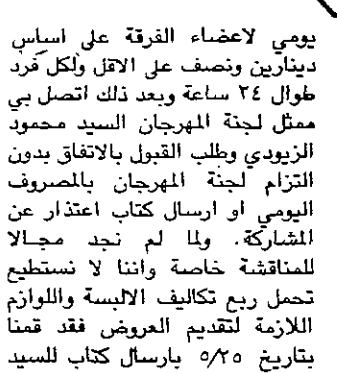 يومي لاعضاء الفرقة على اساس
دينارين ونصف على الاقل ولكل فرد
طوال ٢٤ ساعة وبعد ذلك اتصل بي
ممثل لجنة المهرجان السيد محمود
الزيودي وطلب القبول بالاتفاق بدون
التزام لجنة المهرجان بالمصروف
اليومي او ارسال كتاب اعتذار عن
المشاركة. ولما لم نجد مجالا
للمناقشة خاصة واننا لا نستطيع
تحمل ربع تكاليف الالبسة واللوازم
اللازمة لتقديم العروض فقد قمنا
بتاريخ ٥/٢٥ بارسال كتاب للسيد